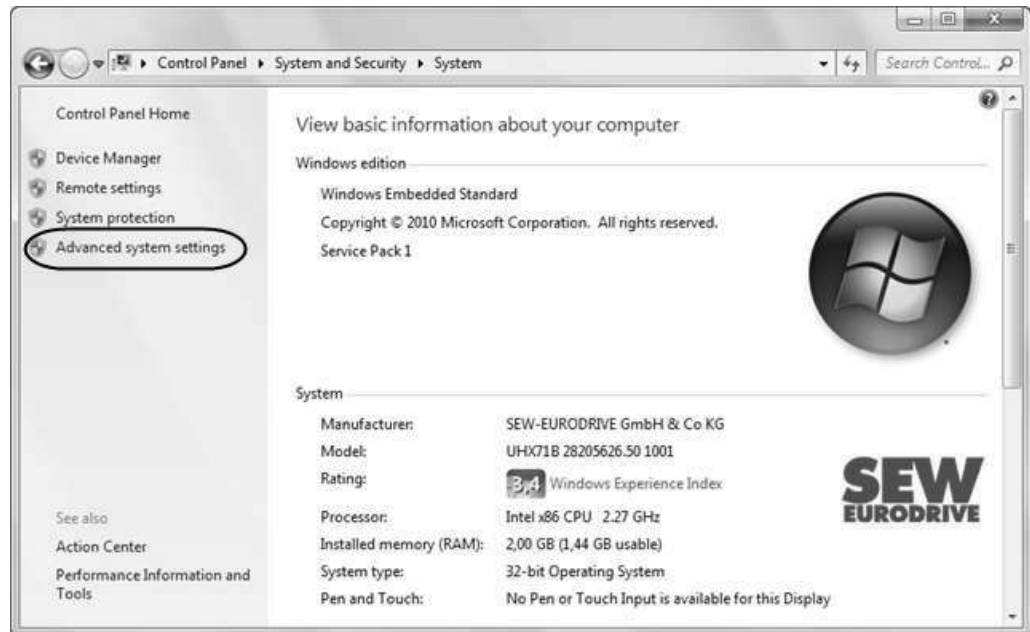 Control Panel ▸ System and Security ▸ System
Search Control...
Control Panel Home
Device Manager
Remote settings
System protection
Advanced system settings
See also
Action Center
Performance Information and
Tools
View basic information about your computer
Windows edition
Windows Embedded Standard
Copyright © 2010 Microsoft Corporation. All rights reserved.
Service Pack 1
System
Manufacturer: SEW-EURODRIVE GmbH & Co KG
Model: UHX71B 28205626.50 1001
Rating: 3,4 Windows Experience Index
Processor: Intel x86 CPU 2.27 GHz
Installed memory (RAM): 2,00 GB (1,44 GB usable)
System type: 32-bit Operating System
Pen and Touch: No Pen or Touch Input is available for this Display
SEW
EURODRIVE